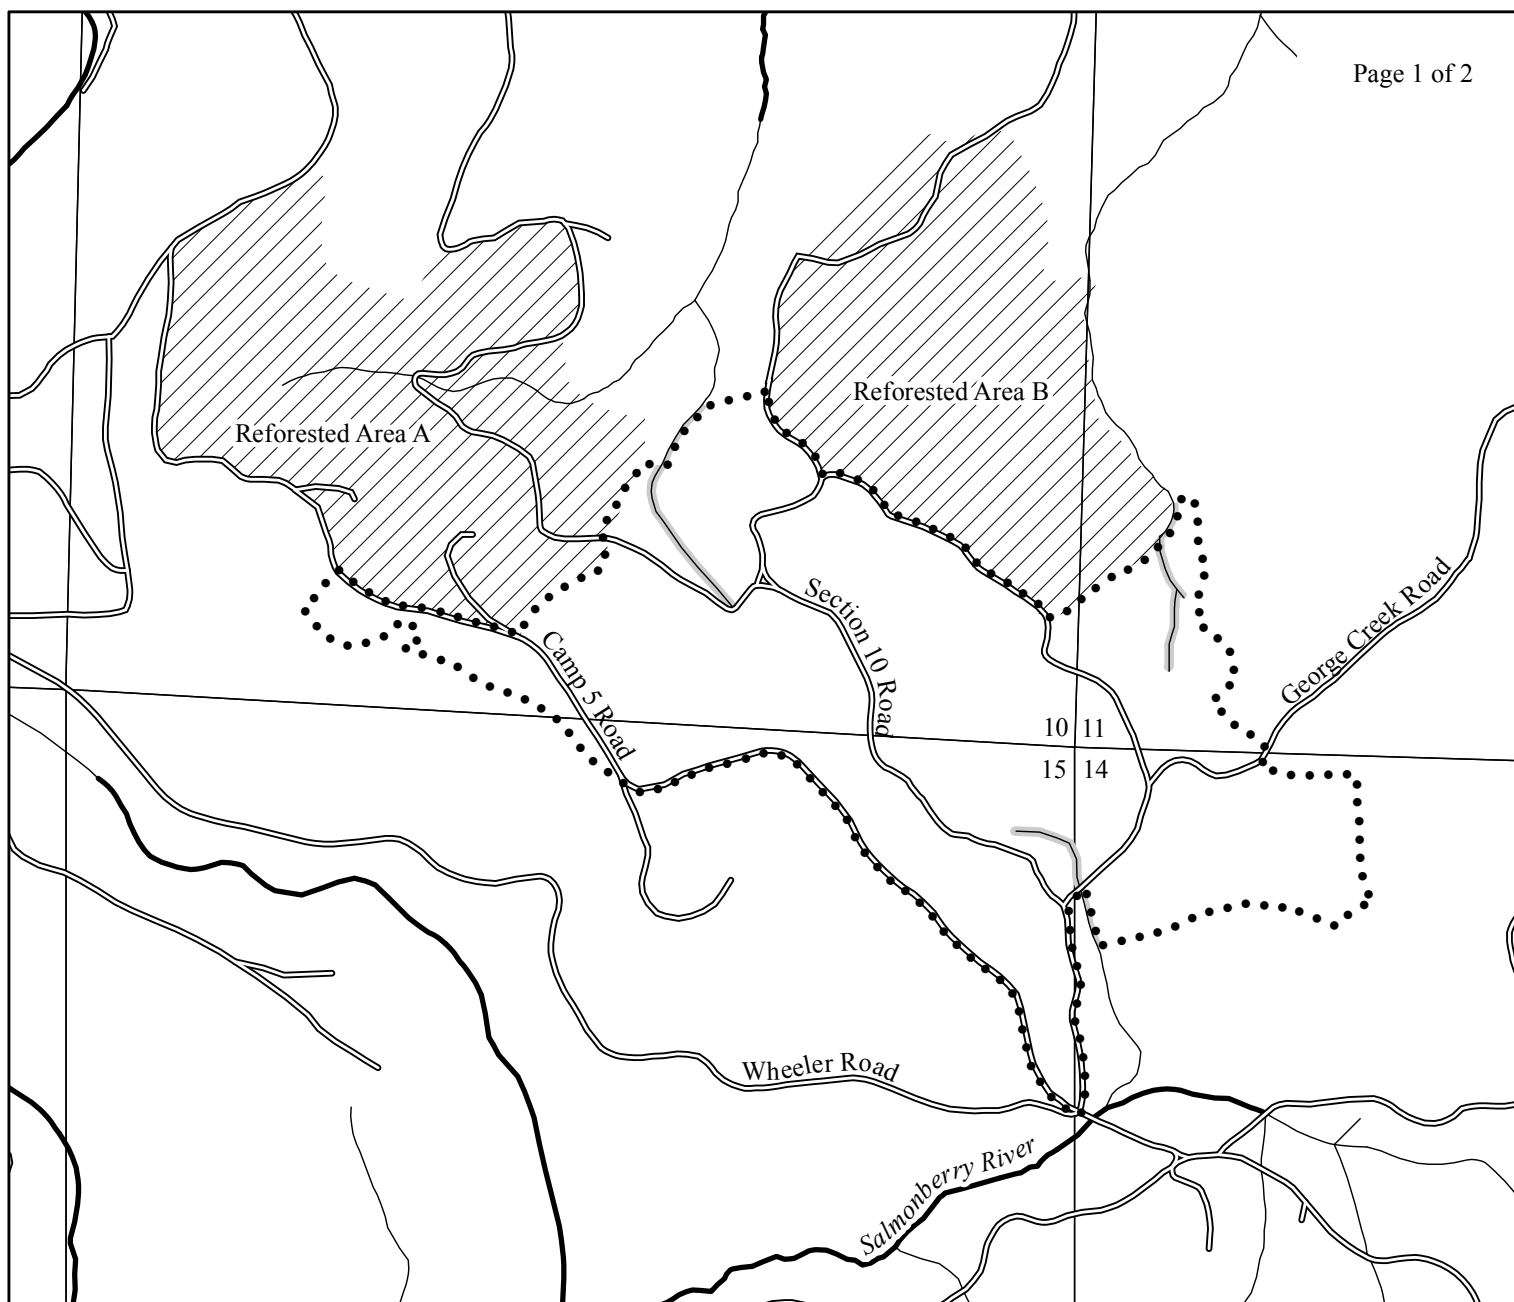 Page 1 of 2
Reforested Area B
Reforested Area A
Section 10 Road
George Creek Road
Camp 5 Road
10 11
15 14
Wheeler Road
Salmonberry River